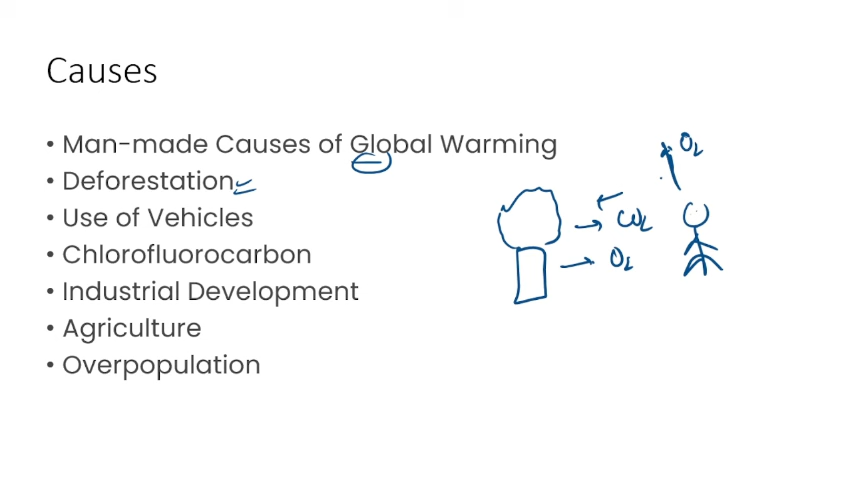 Causes
• Man-made Causes of Global Warming
• Deforestation
• Use of Vehicles
• Chlorofluorocarbon
• Industrial Development
• Agriculture
• Overpopulation
O₂
CO₂
O₂